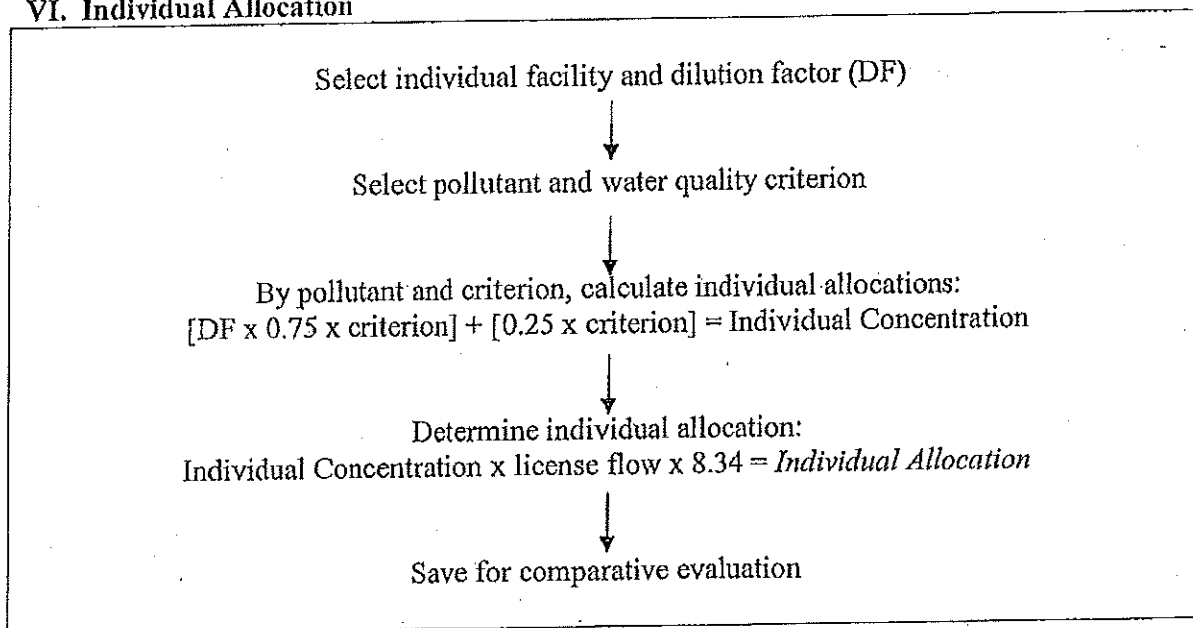 VI. Individual Allocation
Select individual facility and dilution factor (DF)
Select pollutant and water quality criterion
By pollutant and criterion, calculate individual allocations:
[DF x 0.75 x criterion] + [0.25 x criterion] = Individual Concentration
Determine individual allocation:
Individual Concentration x license flow x 8.34 = Individual Allocation
Save for comparative evaluation